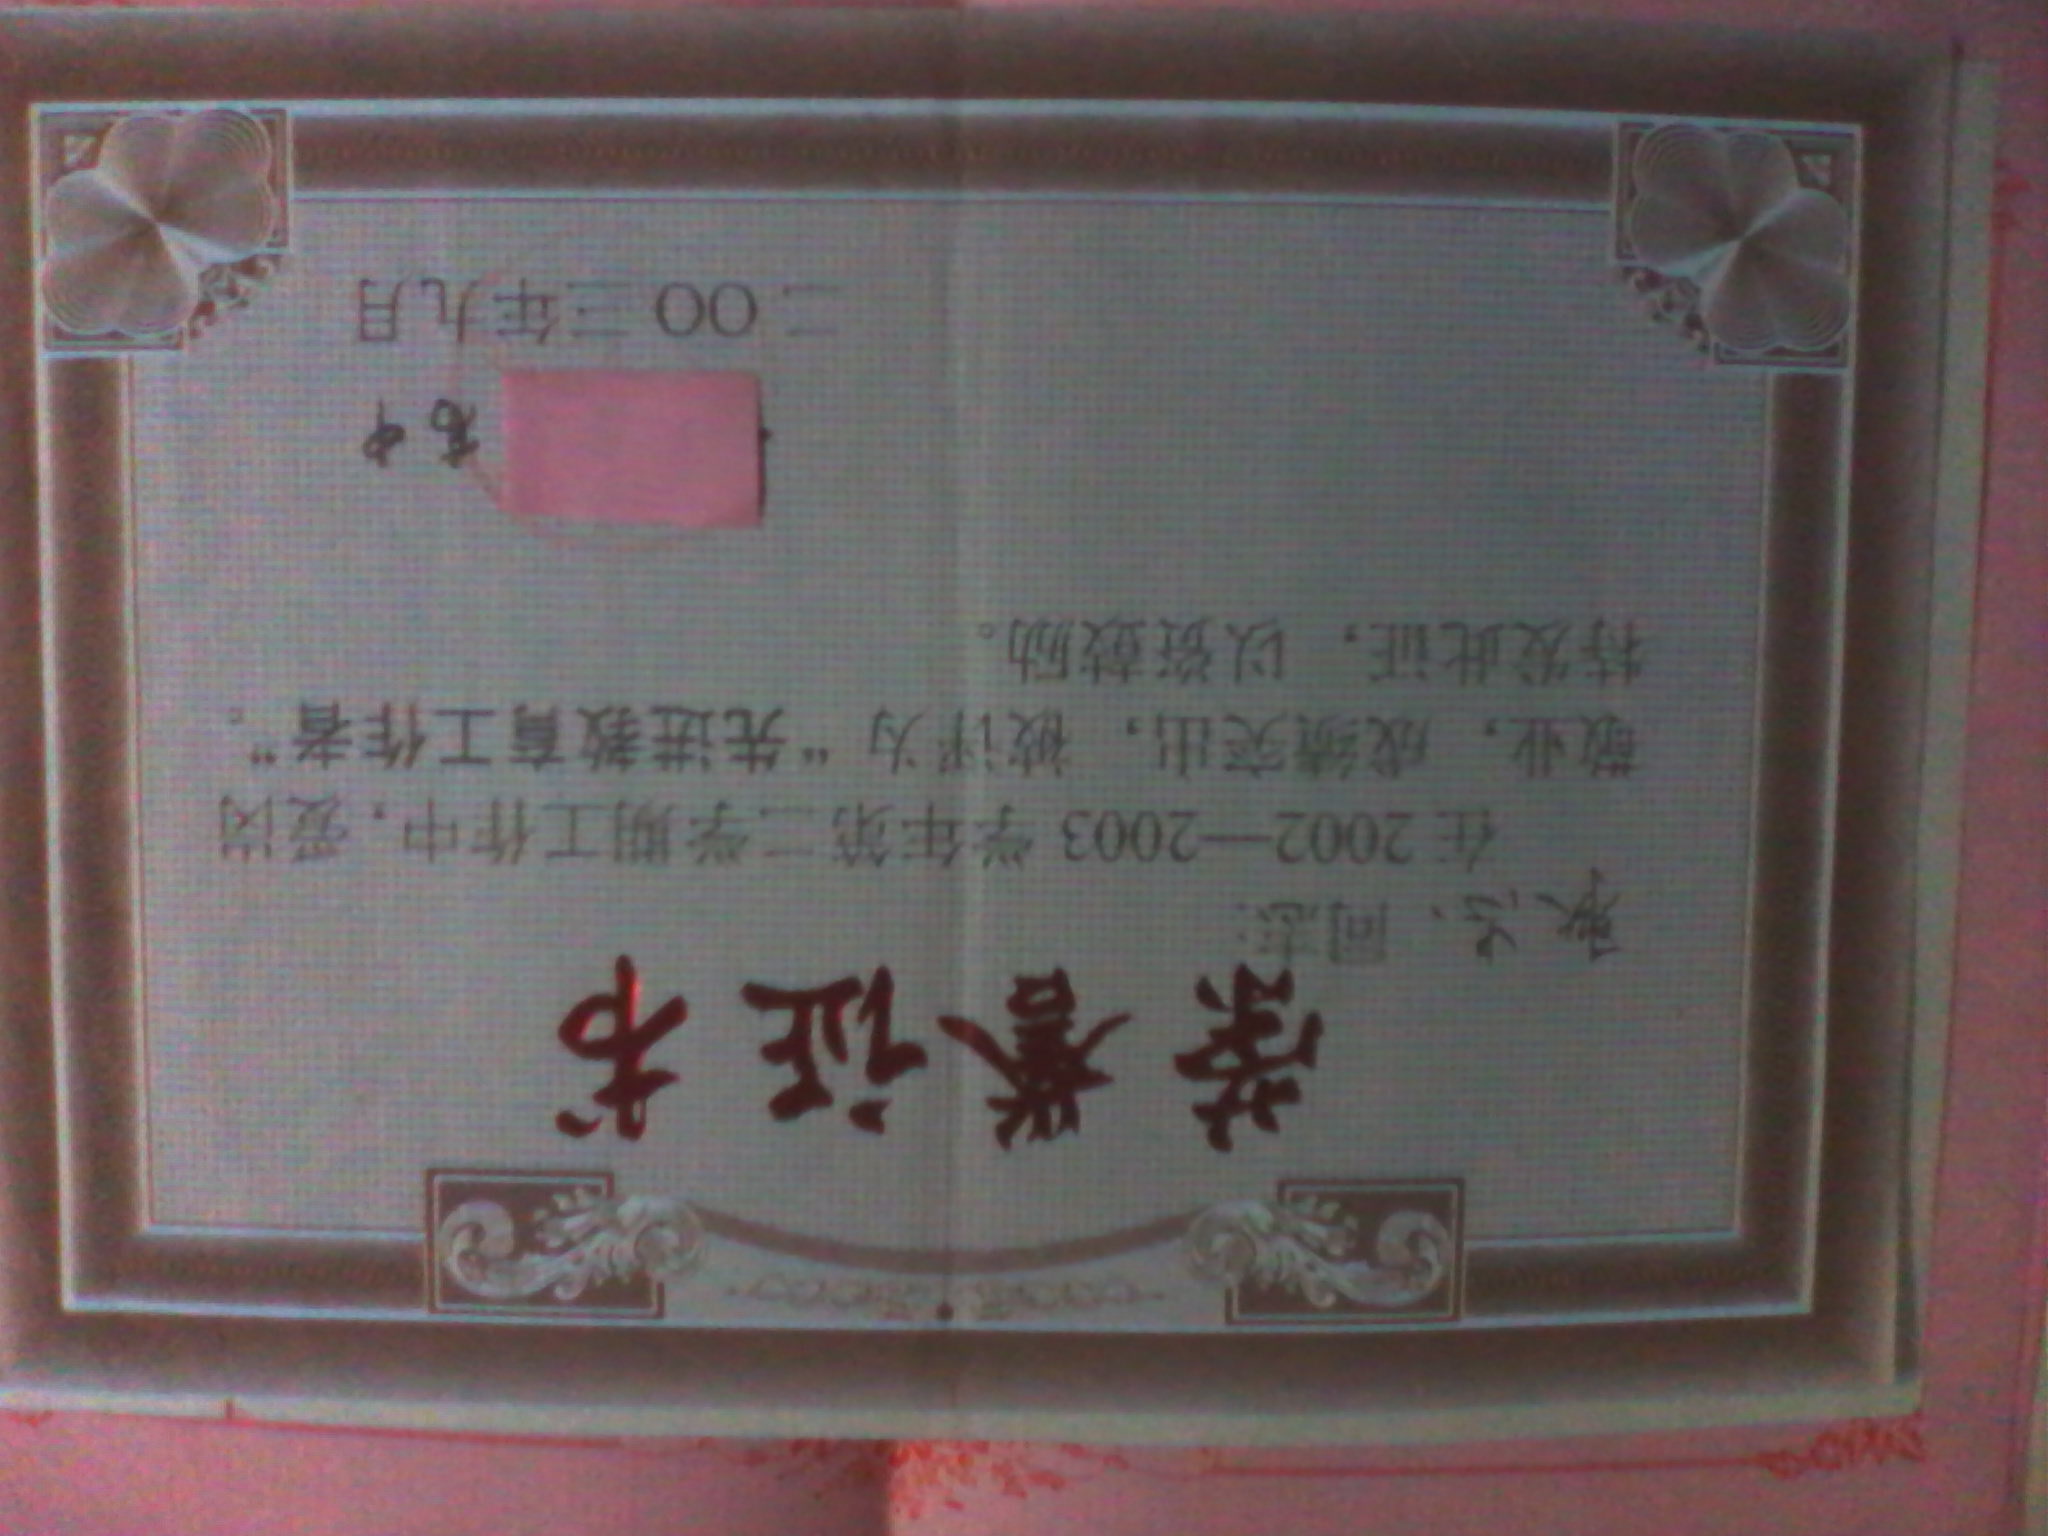 荣誉证书
同志:
在2002—2003学年第二学期工作中,爱岗
敬业,成绩突出,被评为“先进教育工作者”。
特发此证,以资鼓励。
二〇〇三年九月